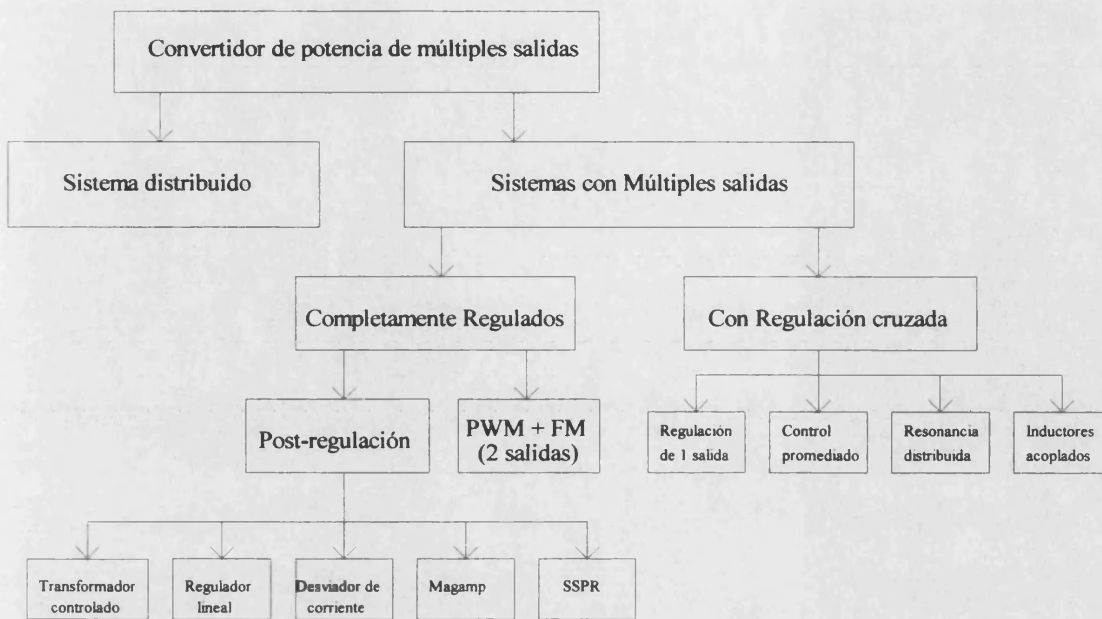 Convertidor de potencia de múltiples salidas
Sistema distribuido
Sistemas con Múltiples salidas
Completamente Regulados
Con Regulación cruzada
Post-regulación
PWM + FM
(2 salidas)
Regulación
de 1 salida
Control
promediado
Resonancia
distribuida
Inductores
acoplados
Transformador
controlado
Regulador
lineal
Desviador de
corriente
Magamp
SSPR